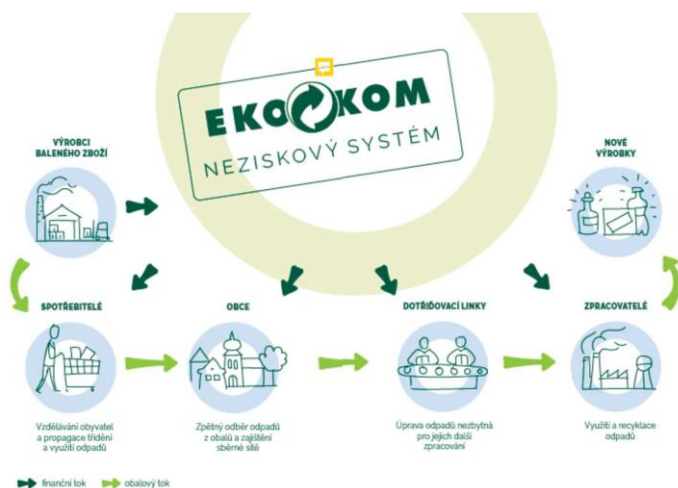 EKO KOM
NEZISKOVÝ SYSTÉM
VÝROBCI
BALENÉHO ZBOŽÍ
NOVÉ
VÝROBKY
SPOTŘEBITELÉ
OBCE
DOTŘIĎOVACÍ LINKY
ZPRACOVATELÉ
Vzdělávání obyvatel
a propagace třídění
a využití odpadů
Zpětný odběr odpadů
z obalů a zajištění
sběrné sítě
Úprava odpadů nezbytná
pro jejich další
zpracování
Využití a recyklace
odpadů
finanční tok
obalový tok